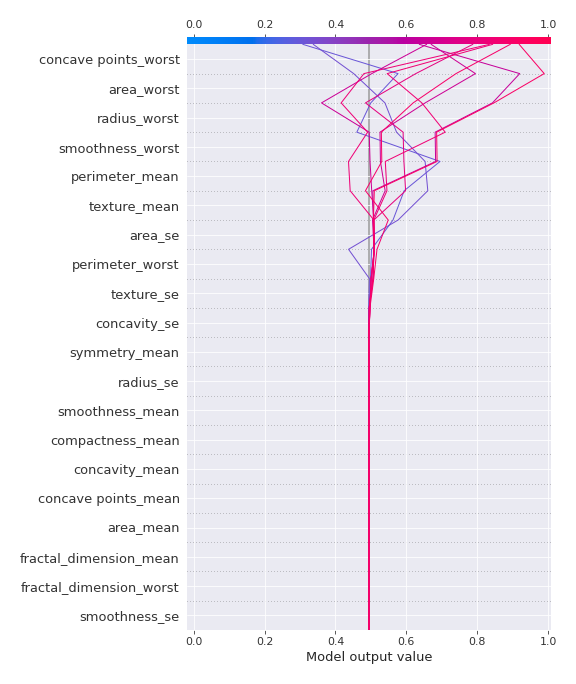 0.0 0.2 0.4 0.6 0.8 1.0
concave points_worst
area_worst
radius_worst
smoothness_worst
perimeter_mean
texture_mean
area_se
perimeter_worst
texture_se
concavity_se
symmetry_mean
radius_se
smoothness_mean
compactness_mean
concavity_mean
concave points_mean
area_mean
fractal_dimension_mean
fractal_dimension_worst
smoothness_se
0.0 0.2 0.4 0.6 0.8 1.0
Model output value